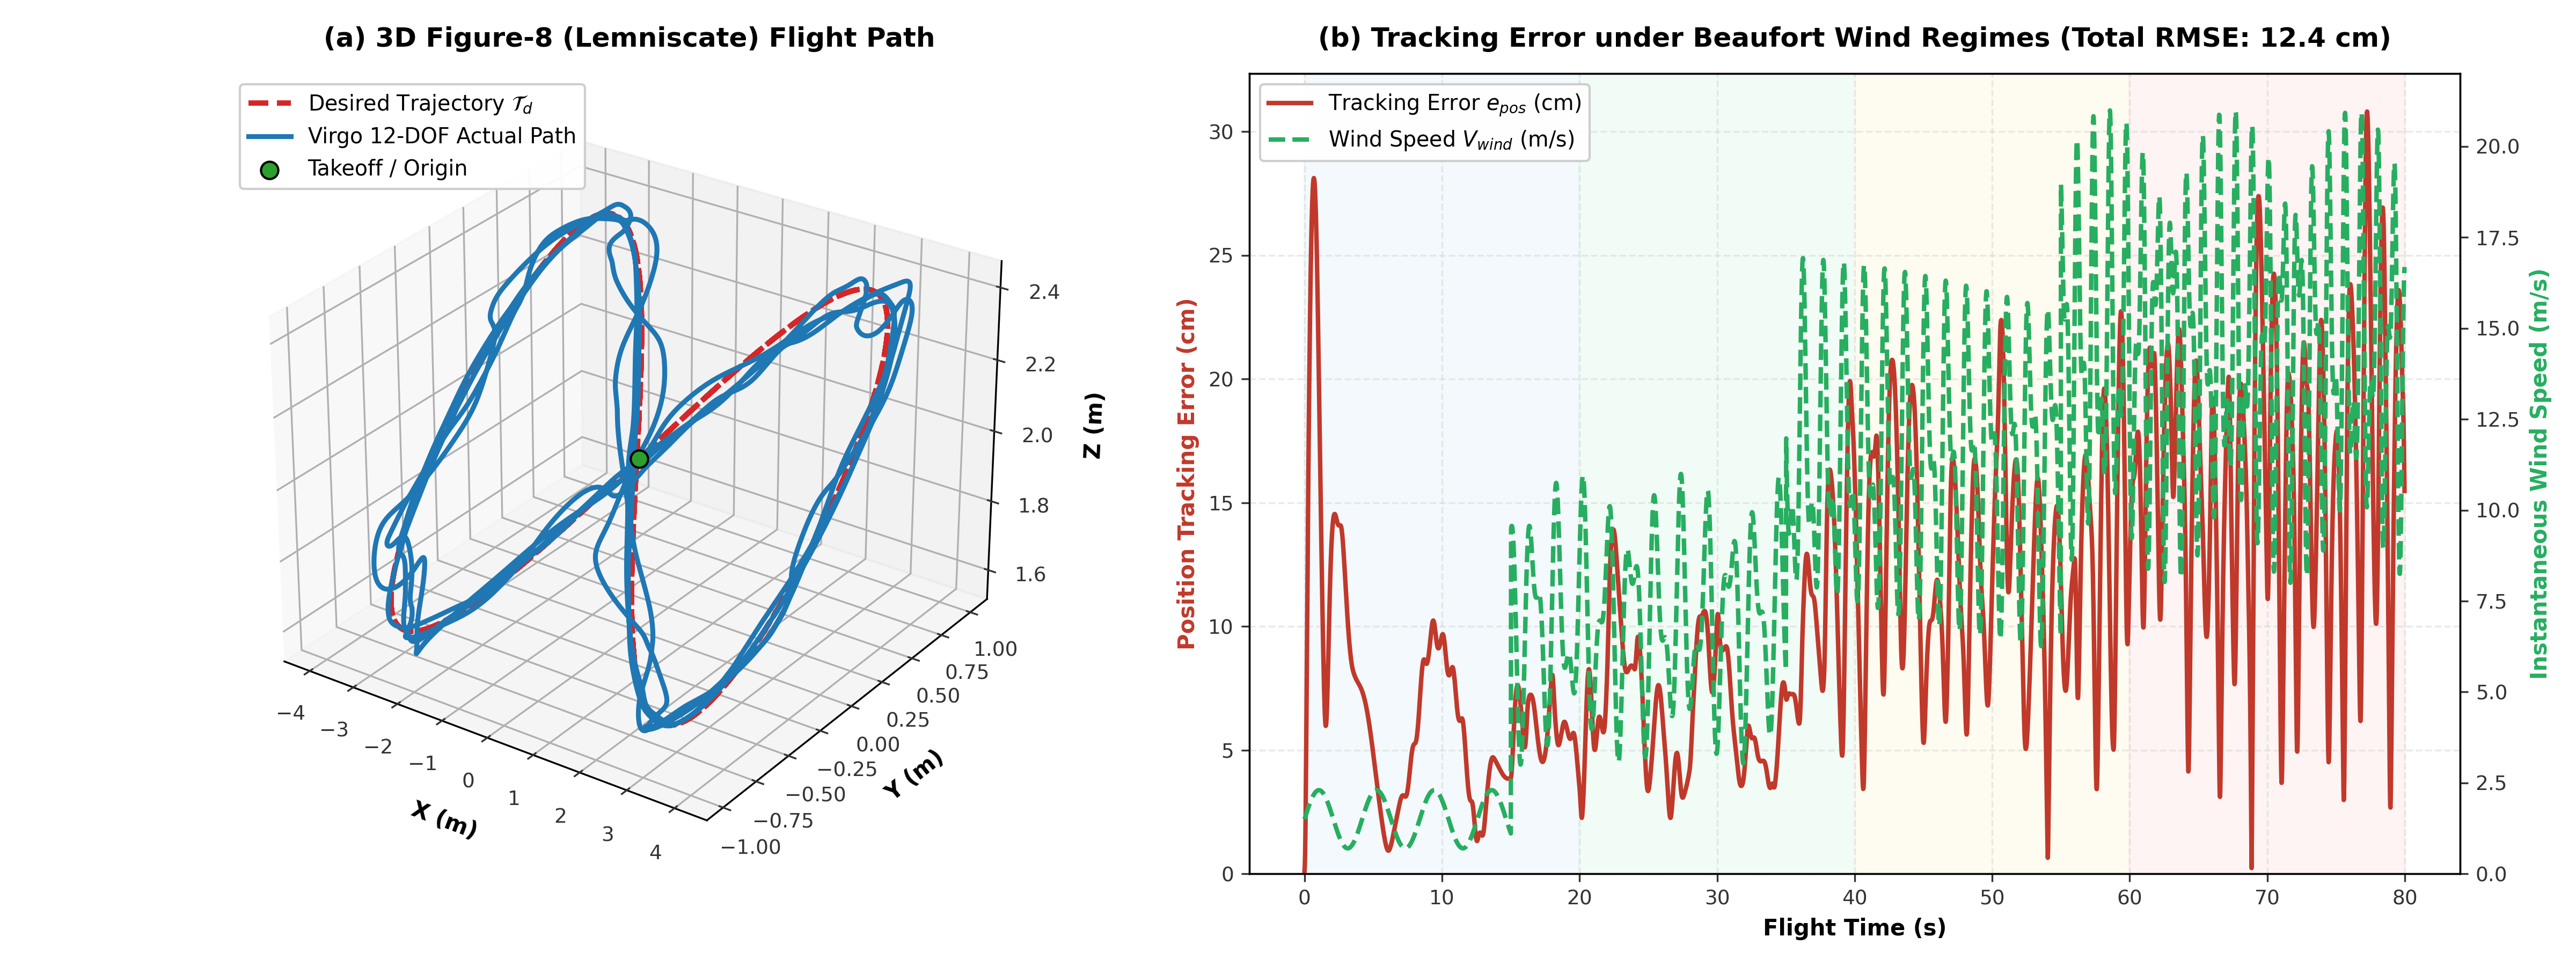 (a) 3D Figure-8 (Lemniscate) Flight Path
Desired Trajectory 𝒯d
Virgo 12-DOF Actual Path
Takeoff / Origin
2.4
2.2
2.0
1.8
1.6
Z (m)
1.00
0.75
0.50
0.25
0.00
−0.25
−0.50
−0.75
−1.00
Y (m)
−4
−3
−2
−1
0
1
2
3
4
X (m)
(b) Tracking Error under Beaufort Wind Regimes (Total RMSE: 12.4 cm)
Tracking Error epos (cm)
Wind Speed Vwind (m/s)
Position Tracking Error (cm)
30
25
20
15
10
5
0
0 10 20 30 40 50 60 70 80
Flight Time (s)
20.0
17.5
15.0
12.5
10.0
7.5
5.0
2.5
0.0
Instantaneous Wind Speed (m/s)